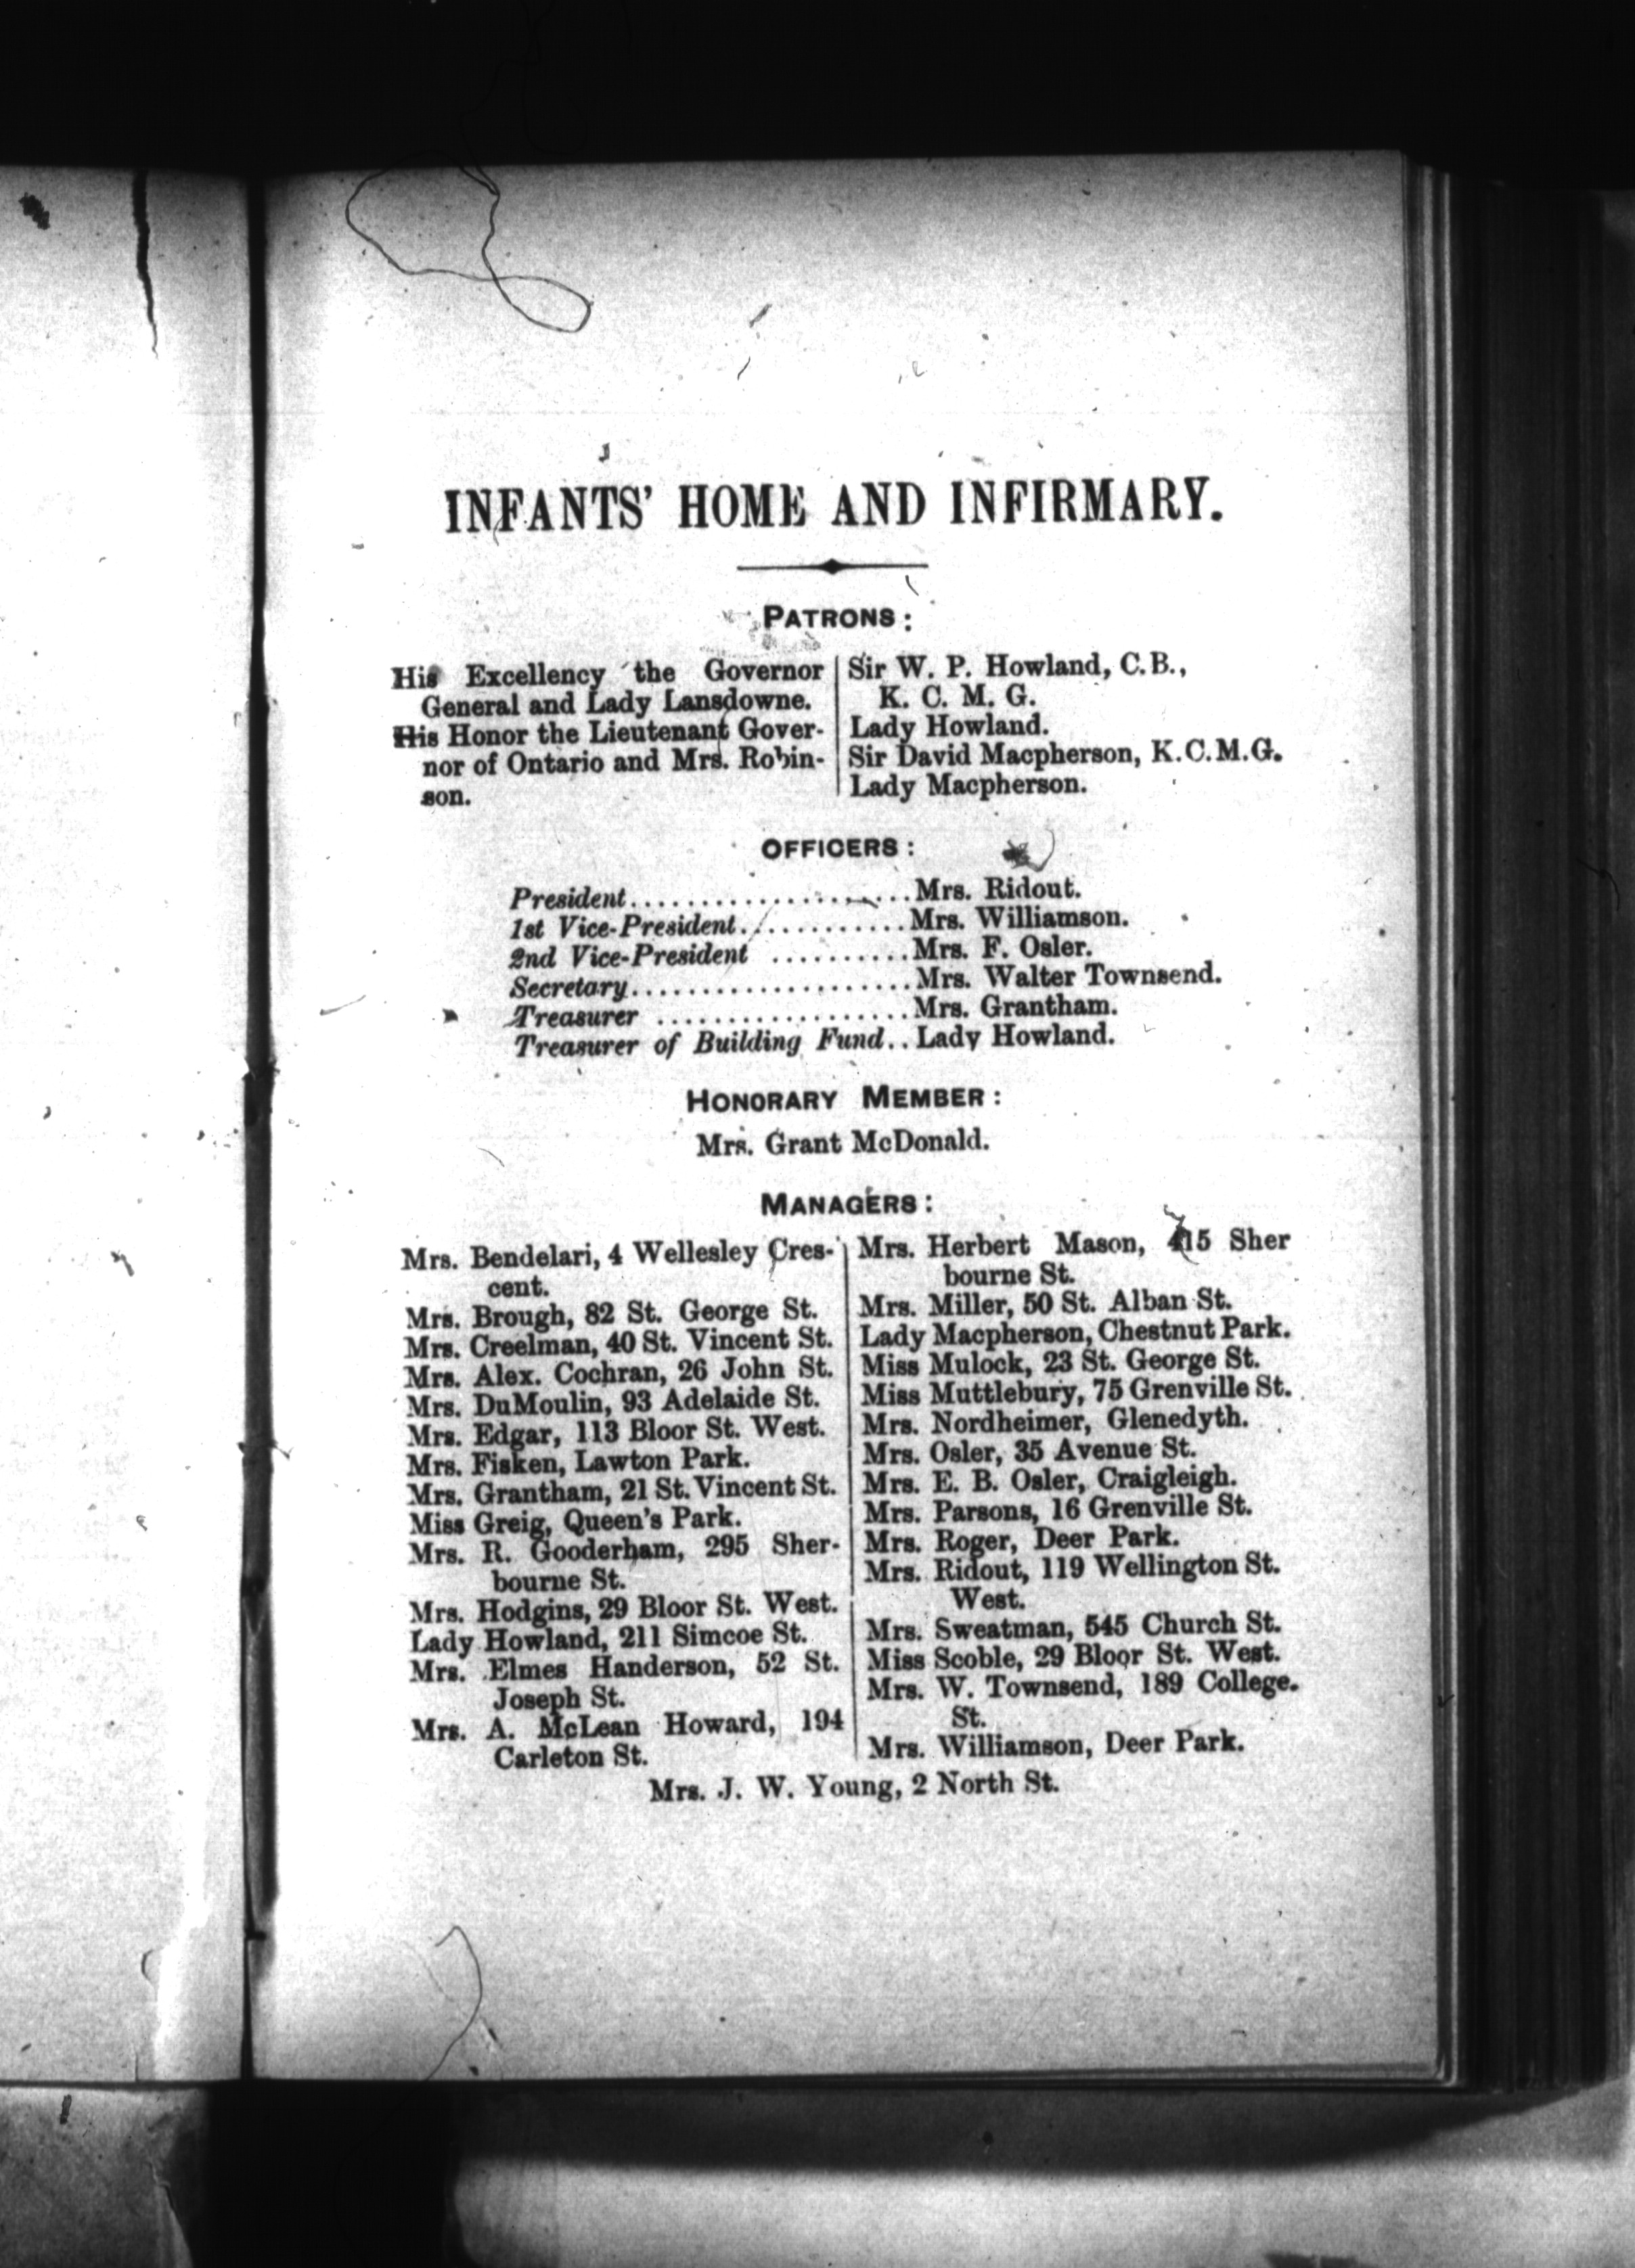 INFANTS' HOME AND INFIRMARY.
PATRONS:
His Excellency the Governor
General and Lady Lansdowne.
His Honor the Lieutenant Gover-
nor of Ontario and Mrs. Robin-
son.
Sir W. P. Howland, C.B.,
K. C. M. G.
Lady Howland.
Sir David Macpherson, K.C.M.G.
Lady Macpherson.
OFFICERS:
President....................Mrs. Ridout.
1st Vice-President............Mrs. Williamson.
2nd Vice-President ..........Mrs. F. Osler.
Secretary....................Mrs. Walter Townsend.
Treasurer ..................Mrs. Grantham.
Treasurer of Building Fund..Lady Howland.
HONORARY MEMBER:
Mrs. Grant McDonald.
MANAGERS:
Mrs. Bendelari, 4 Wellesley Cres-
cent.
Mrs. Brough, 82 St. George St.
Mrs. Creelman, 40 St. Vincent St.
Mrs. Alex. Cochran, 26 John St.
Mrs. DuMoulin, 93 Adelaide St.
Mrs. Edgar, 113 Bloor St. West.
Mrs. Fisken, Lawton Park.
Mrs. Grantham, 21 St. Vincent St.
Miss Greig, Queen's Park.
Mrs. R. Gooderham, 295 Sher-
bourne St.
Mrs. Hodgins, 29 Bloor St. West.
Lady Howland, 211 Simcoe St.
Mrs. Elmes Handerson, 52 St.
Joseph St.
Mrs. A. McLean Howard, 194
Carleton St.
Mrs. Herbert Mason, 415 Sher
bourne St.
Mrs. Miller, 50 St. Alban St.
Lady Macpherson, Chestnut Park.
Miss Mulock, 23 St. George St.
Miss Muttlebury, 75 Grenville St.
Mrs. Nordheimer, Glenedyth.
Mrs. Osler, 35 Avenue St.
Mrs. E. B. Osler, Craigleigh.
Mrs. Parsons, 16 Grenville St.
Mrs. Roger, Deer Park.
Mrs. Ridout, 119 Wellington St.
West.
Mrs. Sweatman, 545 Church St.
Miss Scoble, 29 Bloor St. West.
Mrs. W. Townsend, 189 College.
St.
Mrs. Williamson, Deer Park.
Mrs. J. W. Young, 2 North St.